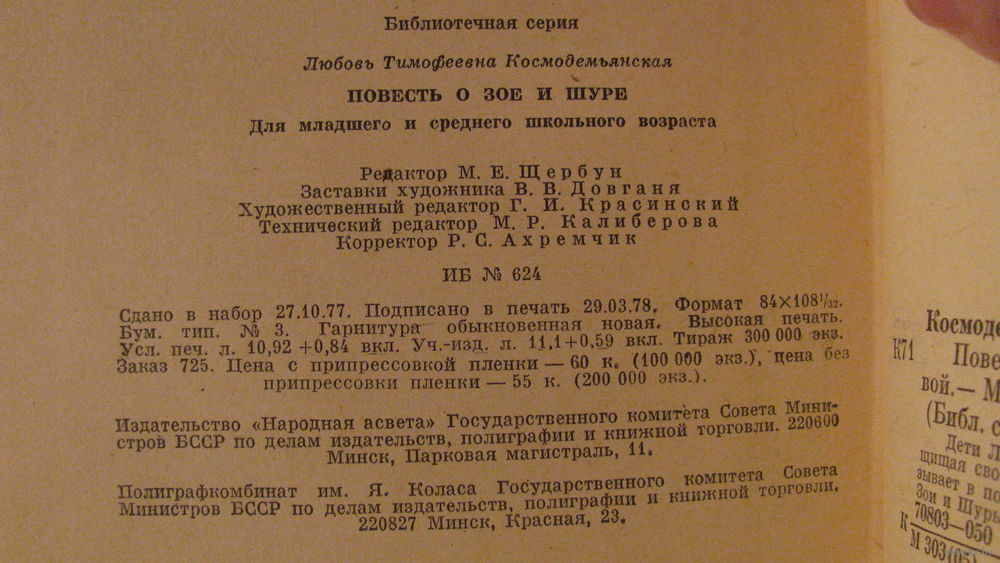 Библиотечная серия
Любовь Тимофеевна Космодемьянская
ПОВЕСТЬ О ЗОЕ И ШУРЕ
Для младшего и среднего школьного возраста
Редактор М. Е. Щербун
Заставки художника В. В. Довганя
Художественный редактор Г. И. Красинский
Технический редактор М. Р. Калиберова
Корректор Р. С. Ахремчик
ИБ № 624
Сдано в набор 27.10.77. Подписано в печать 29.03.78. Формат 84×108¹/₃₂.
Бум. тип. № 3. Гарнитура обыкновенная новая. Высокая печать.
Усл. печ. л. 10,92+0,84 вкл. Уч.-изд. л. 11,1+0,59 вкл. Тираж 300 000 экз.
Заказ 725. Цена с припрессовкой пленки — 60 к. (100 000 экз.), цена без
припрессовки пленки — 55 к. (200 000 экз.).
Издательство «Народная асвета» Государственного комитета Совета Мини-
стров БССР по делам издательств, полиграфии и книжной торговли. 220600
Минск, Парковая магистраль, 11.
Полиграфкомбинат им. Я. Коласа Государственного комитета Совета
Министров БССР по делам издательств, полиграфии и книжной торговли.
220827 Минск, Красная, 23.
Космоде
К71 Пове
вой.— М
(Библ. с
Дети Л
щищая сво
зывает в по
Зои и Шуры
70803—050
К
М 303(05)